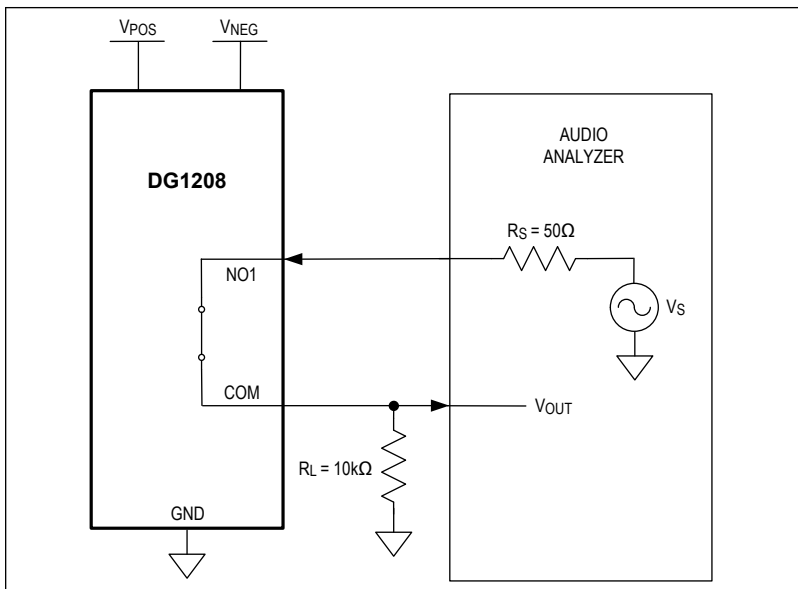 VPOS
VNEG
DG1208
AUDIO
ANALYZER
RS = 50Ω
NO1
VS
COM
VOUT
RL = 10kΩ
GND